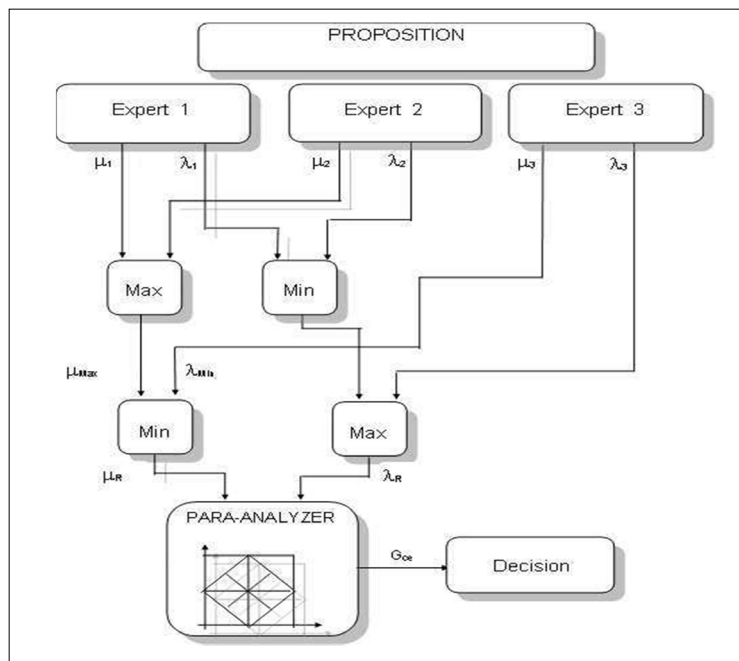 PROPOSITION
Expert 1
Expert 2
Expert 3
μ1
λ1
μ2
λ2
μ3
λ3
Max
Min
μMax
λMin
Min
Max
μR
λR
PARA-ANALYZER
Gce
Decision